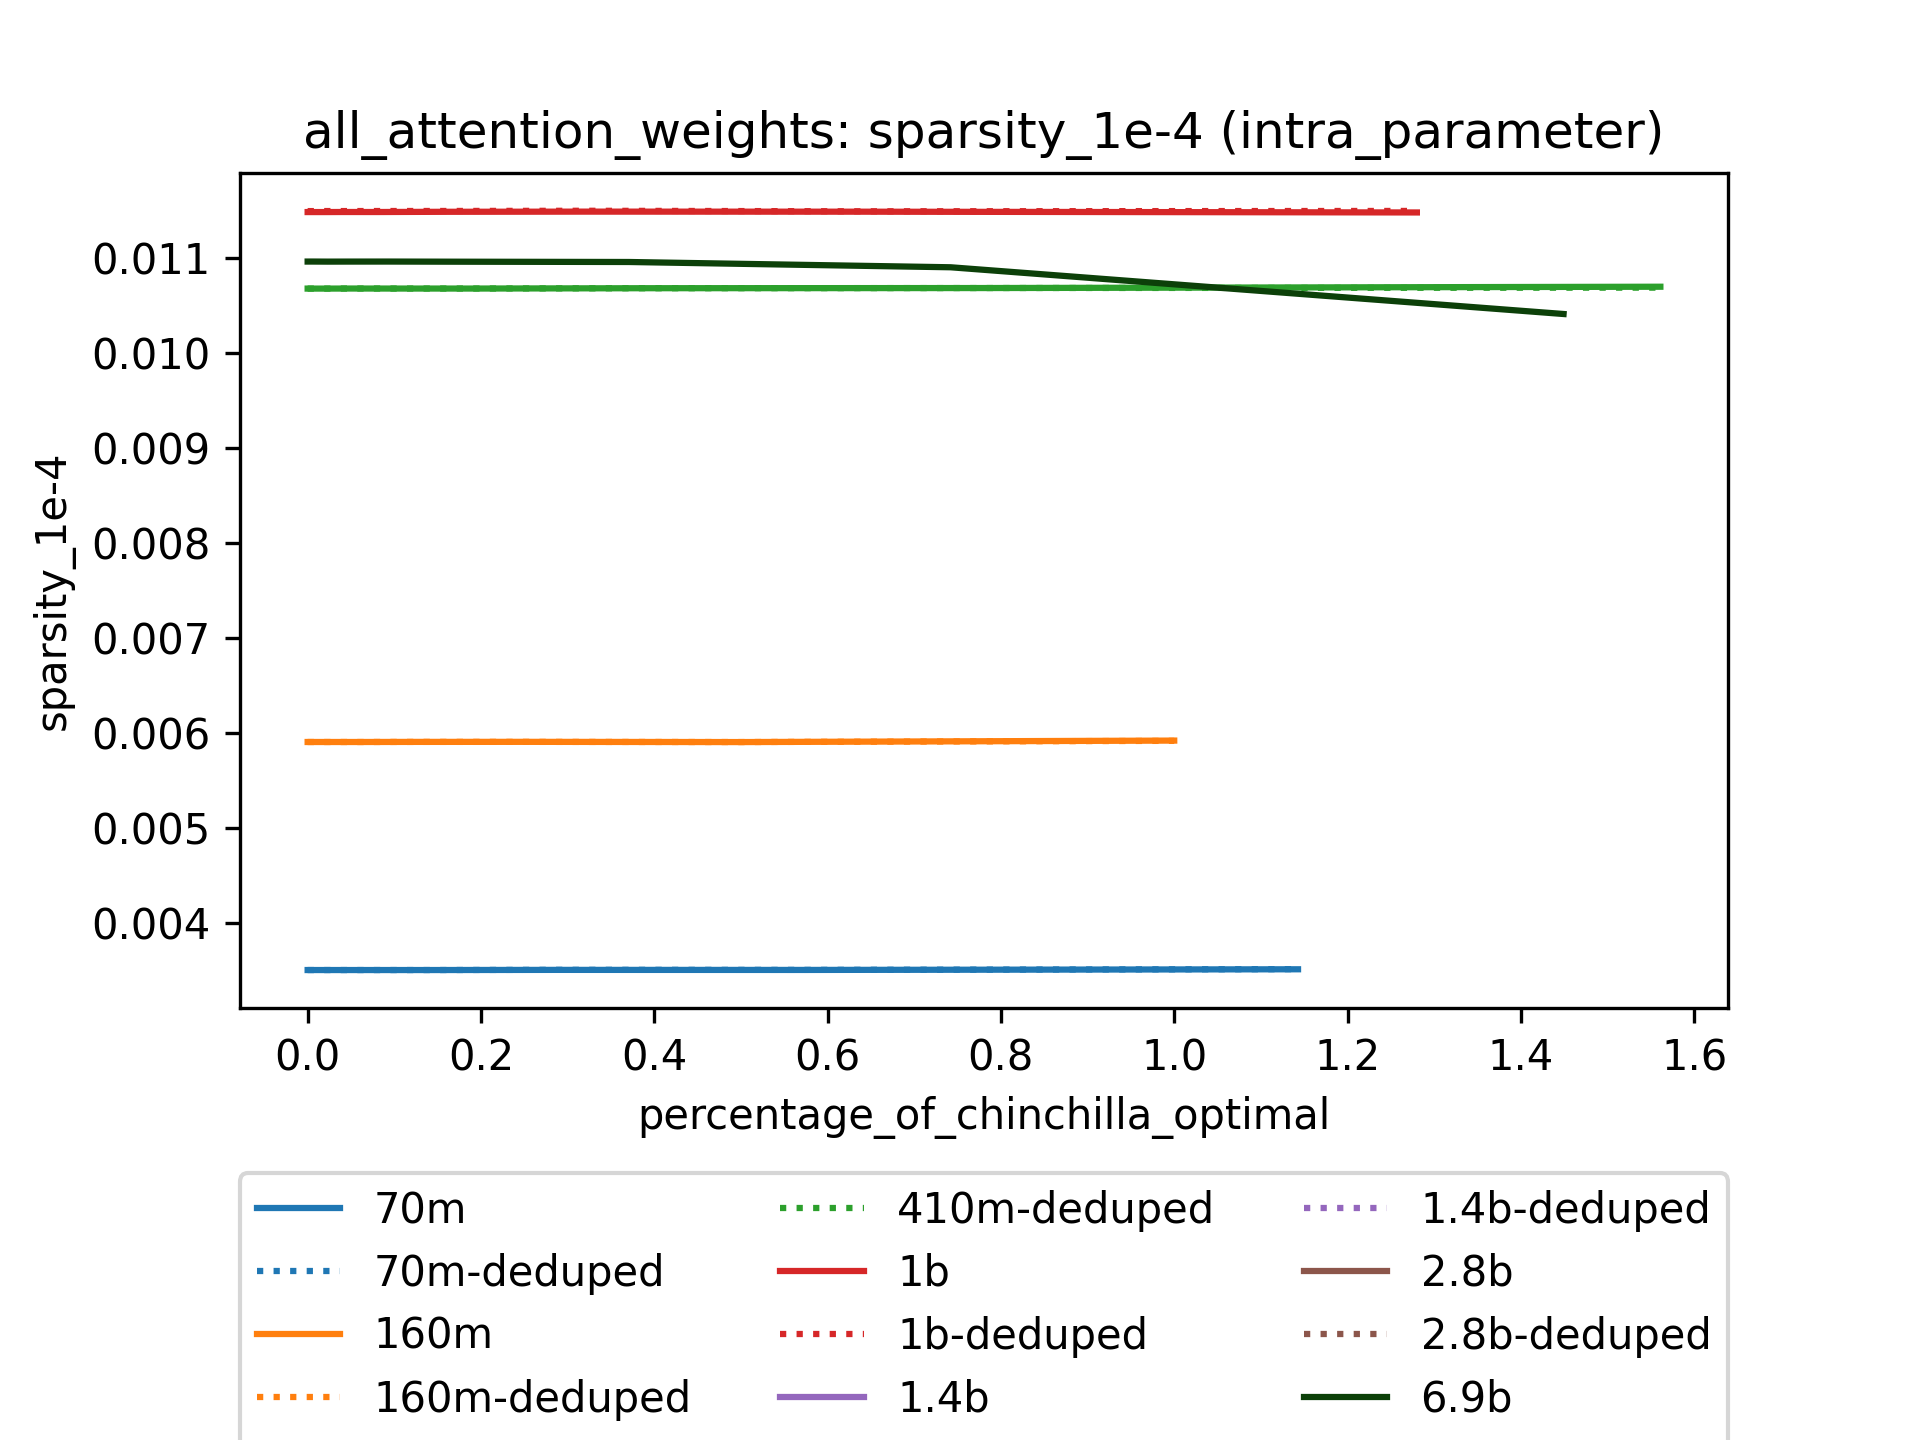 all_attention_weights: sparsity_1e-4 (intra_parameter)
sparsity_1e-4
0.011
0.010
0.009
0.008
0.007
0.006
0.005
0.004
0.0 0.2 0.4 0.6 0.8 1.0 1.2 1.4 1.6
percentage_of_chinchilla_optimal
70m 410m-deduped 1.4b-deduped
70m-deduped 1b 2.8b
160m 1b-deduped 2.8b-deduped
160m-deduped 1.4b 6.9b